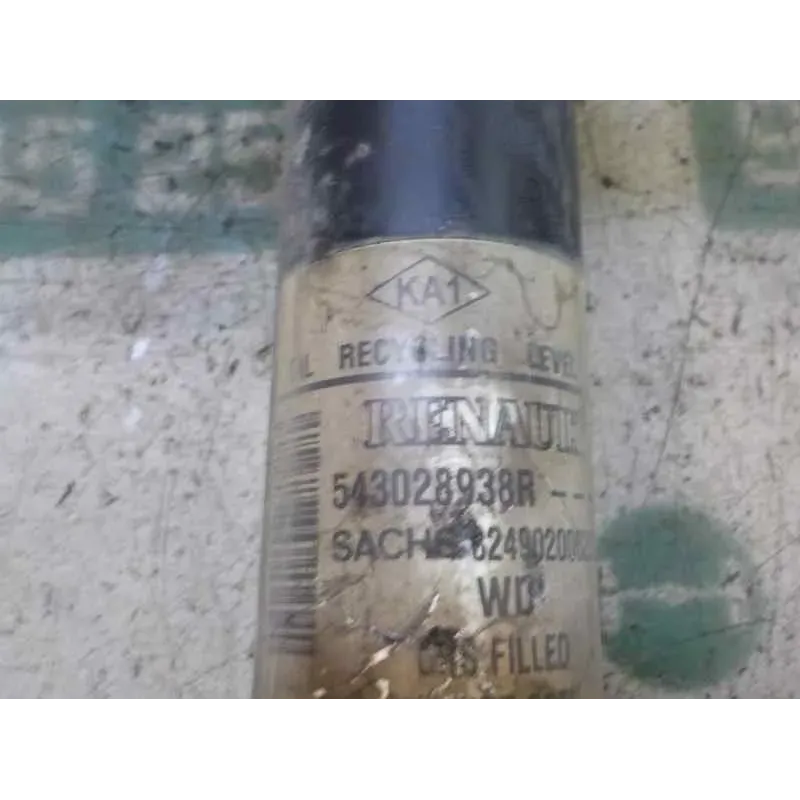 KA1
RECYCLING LEVEL
RENAULT
543028938R ---
SACHS
WD
GAS FILLED